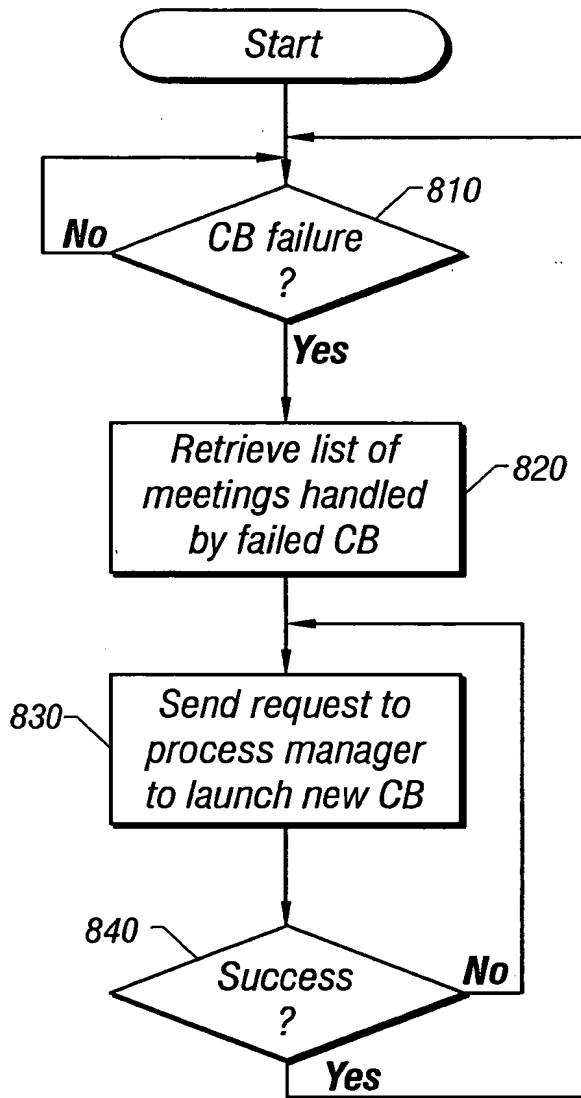 Start
810
CB failure
?
No
Yes
Retrieve list of
meetings handled
by failed CB
820
830
Send request to
process manager
to launch new CB
840
Success
?
No
Yes